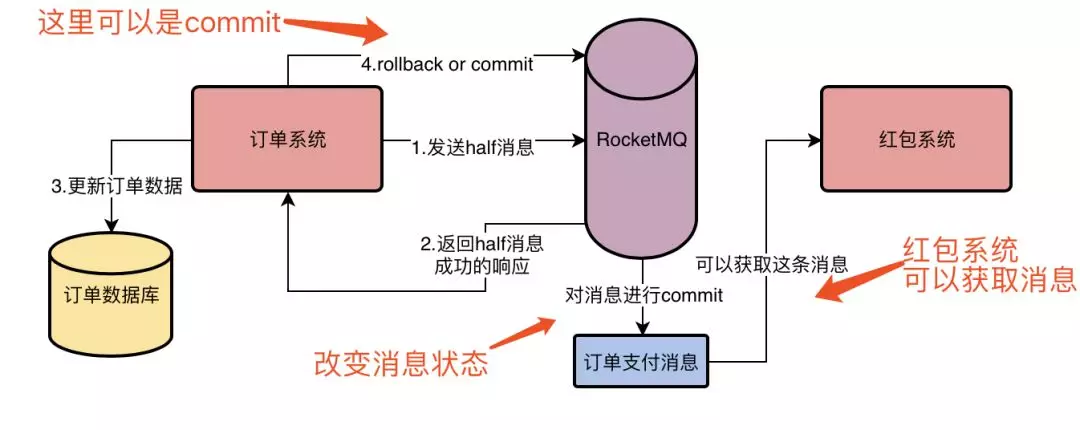 这里可以是commit
4.rollback or commit
订单系统
1.发送half消息
RocketMQ
红包系统
3.更新订单数据
2.返回half消息
成功的响应
订单数据库
可以获取这条消息
红包系统
可以获取消息
对消息进行commit
改变消息状态
订单支付消息